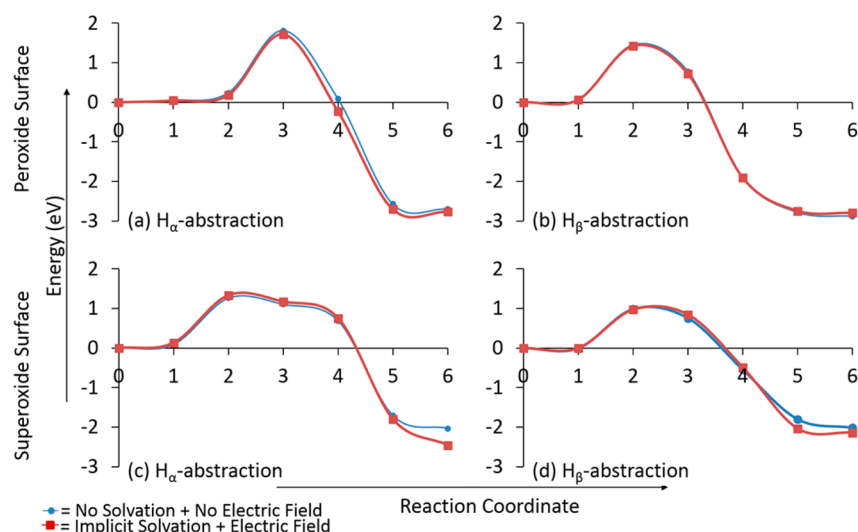 Peroxide Surface
Superoxide Surface
Energy (eV)
2
1
0
-1
-2
-3
0 1 2 3 4 5 6
(a) Hα-abstraction
2
1
0
-1
-2
-3
0 1 2 3 4 5 6
(b) Hβ-abstraction
2
1
0
-1
-2
-3
0 1 2 3 4 5 6
(c) Hα-abstraction
2
1
0
-1
-2
-3
0 1 2 3 4 5 6
(d) Hβ-abstraction
Reaction Coordinate
= No Solvation + No Electric Field
= Implicit Solvation + Electric Field